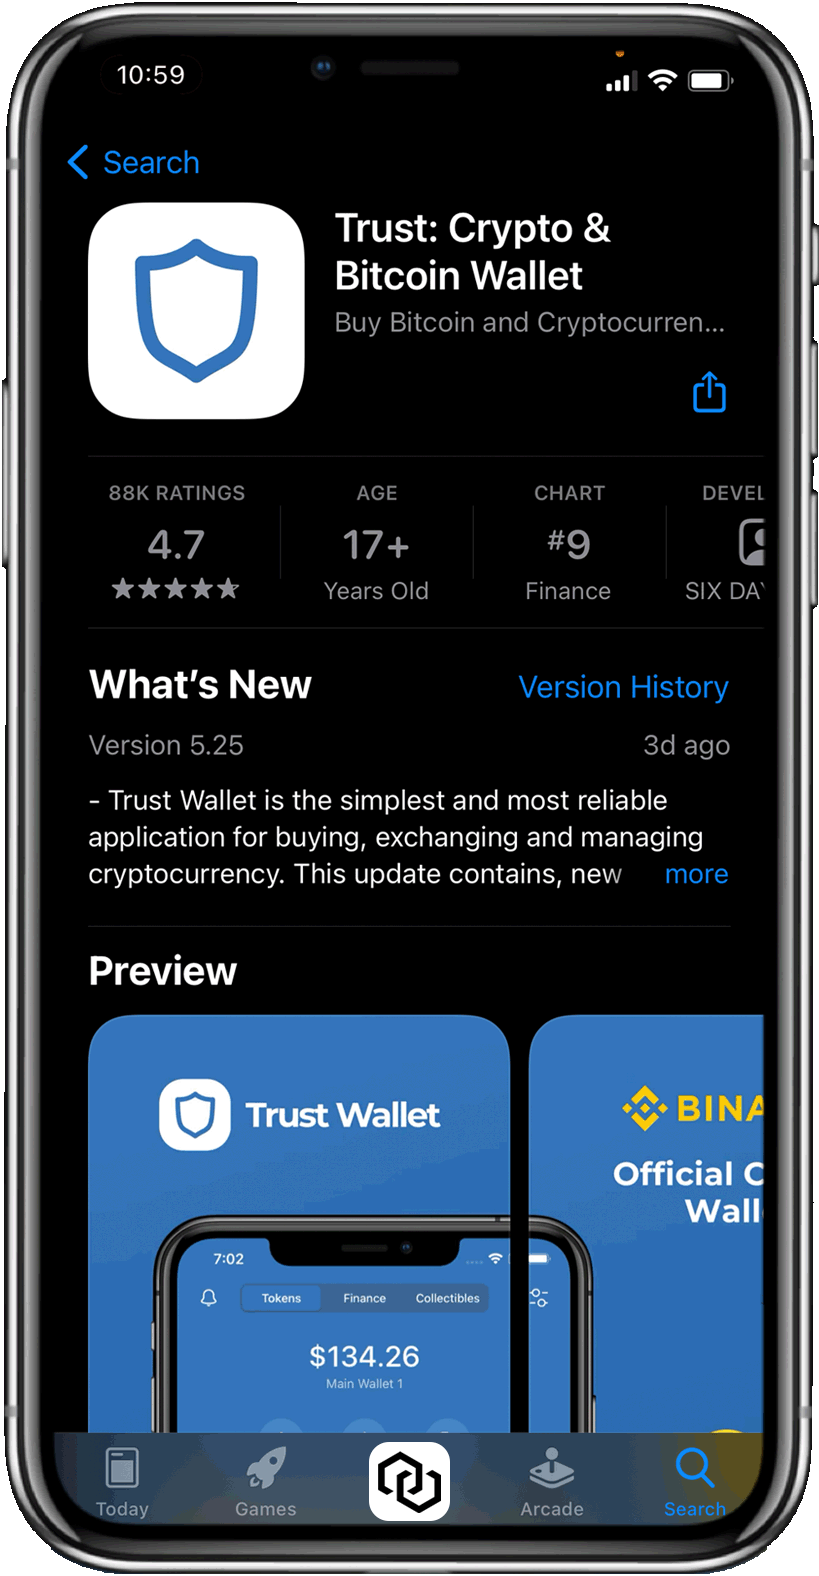 10:59
Search
Trust: Crypto &
Bitcoin Wallet
Buy Bitcoin and Cryptocurren...
88K RATINGS
4.7
AGE
17+
Years Old
CHART
#9
Finance
DEVEL
SIX DAY
What's New
Version History
Version 5.25
3d ago
- Trust Wallet is the simplest and most reliable
application for buying, exchanging and managing
cryptocurrency. This update contains, new more
Preview
Trust Wallet
7:02
Tokens Finance Collectibles
$134.26
Main Wallet 1
BINA
Official C
Wall
Today
Games
Arcade
Search